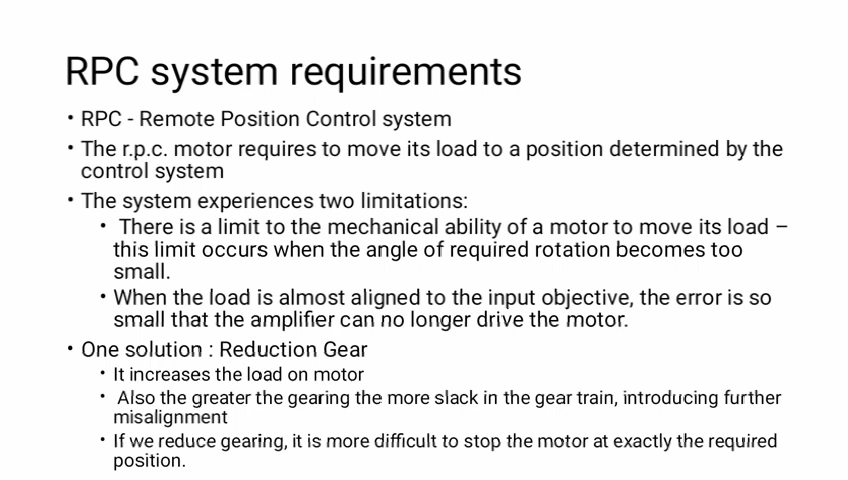 RPC system requirements
• RPC - Remote Position Control system
• The r.p.c. motor requires to move its load to a position determined by the
control system
• The system experiences two limitations:
• There is a limit to the mechanical ability of a motor to move its load –
this limit occurs when the angle of required rotation becomes too
small.
• When the load is almost aligned to the input objective, the error is so
small that the amplifier can no longer drive the motor.
• One solution : Reduction Gear
• It increases the load on motor
• Also the greater the gearing the more slack in the gear train, introducing further
misalignment
• If we reduce gearing, it is more difficult to stop the motor at exactly the required
position.